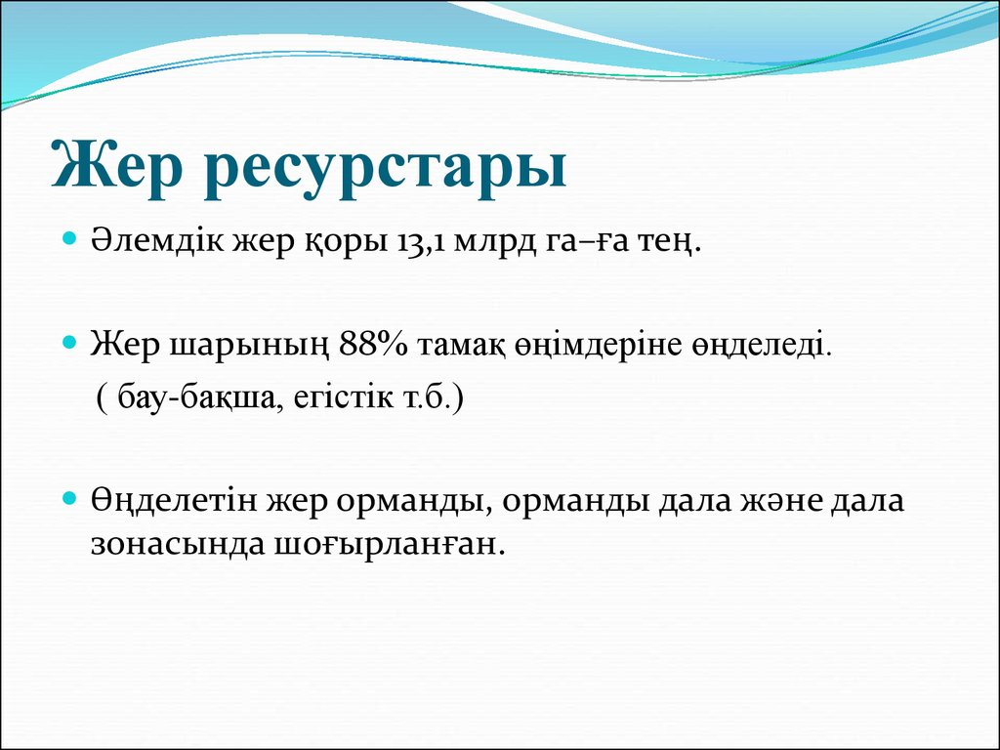 Жер ресурстары
• Әлемдік жер қоры 13,1 млрд га–ға тең.
• Жер шарының 88% тамақ өңімдеріне өңделеді.
( бау-бақша, егістік т.б.)
• Өңделетін жер орманды, орманды дала және дала
зонасында шоғырланған.